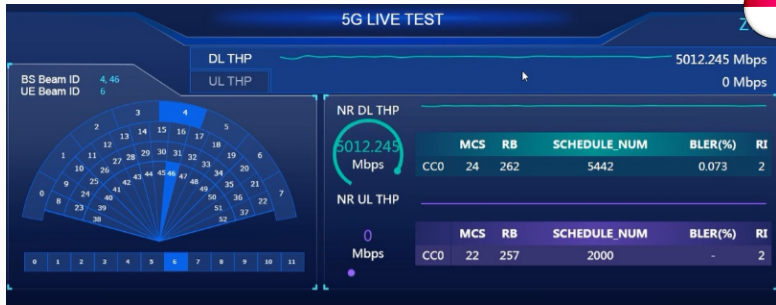 5G LIVE TEST
Z
DL THP 5012.245 Mbps
UL THP 0 Mbps
BS Beam ID 4, 46
UE Beam ID 6
0 1 2 3 4 5 6 7
8 9 10 11 12 13 14 15 16 17 18 19 20 21 22
23 24 25 26 27 28 29 30 31 32 33 34 35 36 37
38 39 40 41 42 43 44 45 46 47 48 49 50 51 52
0 1 2 3 4 5 6 7 8 9 10 11
NR DL THP
5012.245
Mbps
MCS RB SCHEDULE_NUM BLER(%) RI
CC0 24 262 5442 0.073 2
NR UL THP
0
Mbps
MCS RB SCHEDULE_NUM BLER(%) RI
CC0 22 257 2000 - 2